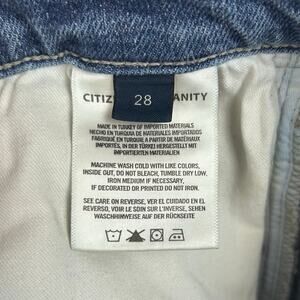 CITIZ
28
ANITY
MADE IN TURKEY OF IMPORTED MATERIALS
HECHO EN TURQUIA DE MATERIALES IMPORTADOS
FABRIQUE EN TURQUIE A PARTIR DE MATÉRIAUX
IMPORTÉS, IN DER TÜRKEI HERGESTELLT MIT
IMPORTIERTEN MATERIALIEN
MACHINE WASH COLD WITH LIKE COLORS,
INSIDE OUT, DO NOT BLEACH, TUMBLE DRY LOW,
IRON MEDIUM IF NECESSARY,
IF DECORATED OR PRINTED DO NOT IRON.
SEE CARE ON REVERSE, VER EL CUIDADO EN EL
REVERSO, VOIR LE SOIN SUR L'INVERSE, SEHEN
WASCHHINWEISE AUF DER RÜCKSEITE